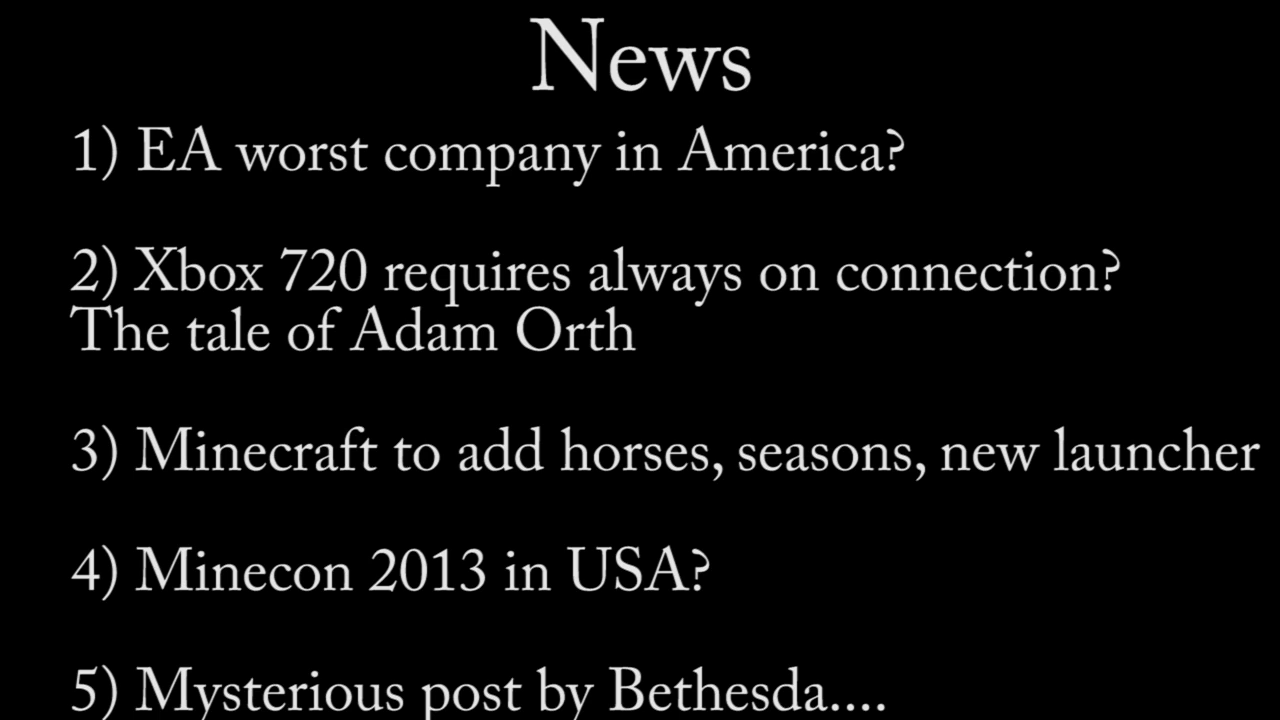 News
1) EA worst company in America?
2) Xbox 720 requires always on connection?
The tale of Adam Orth
3) Minecraft to add horses, seasons, new launcher
4) Minecon 2013 in USA?
5) Mysterious post by Bethesda....